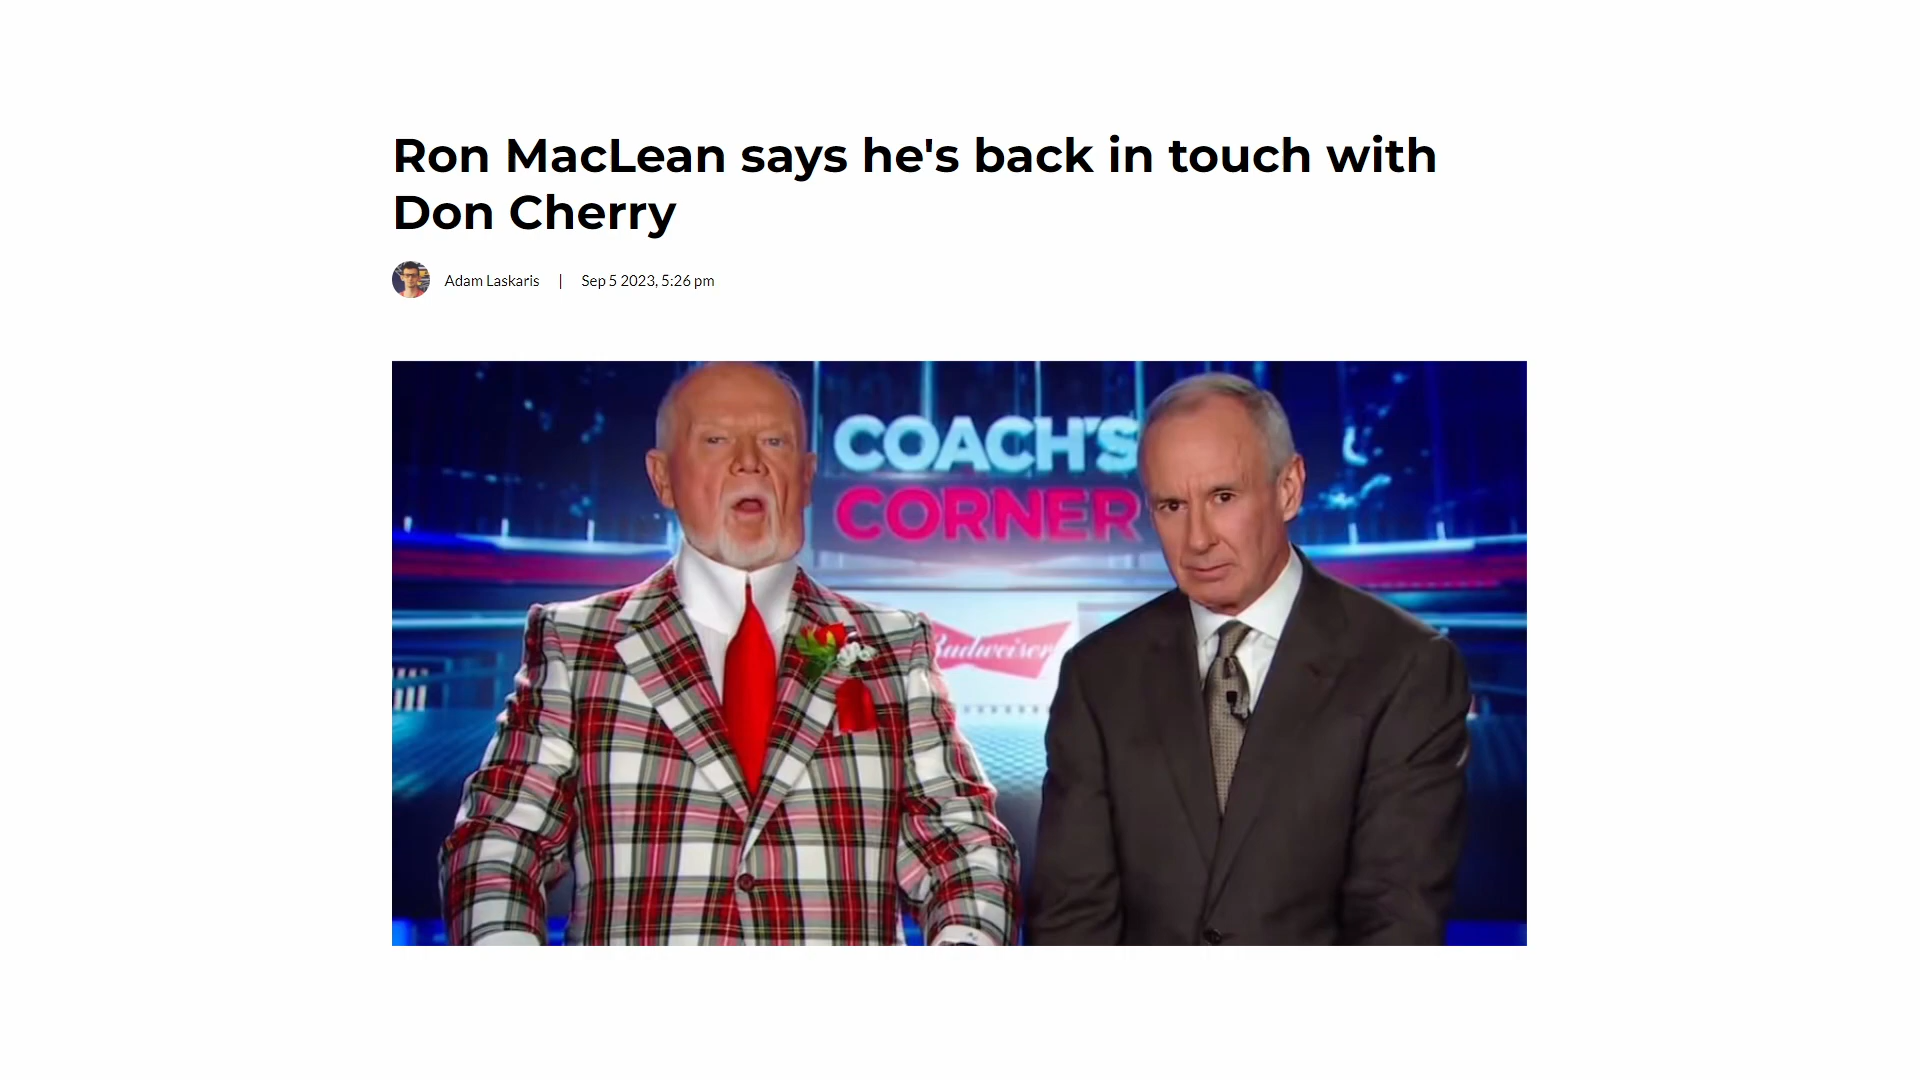 Ron MacLean says he's back in touch with
Don Cherry
Adam Laskaris | Sep 5 2023, 5:26 pm
COACH'S
CORNER
Budweiser